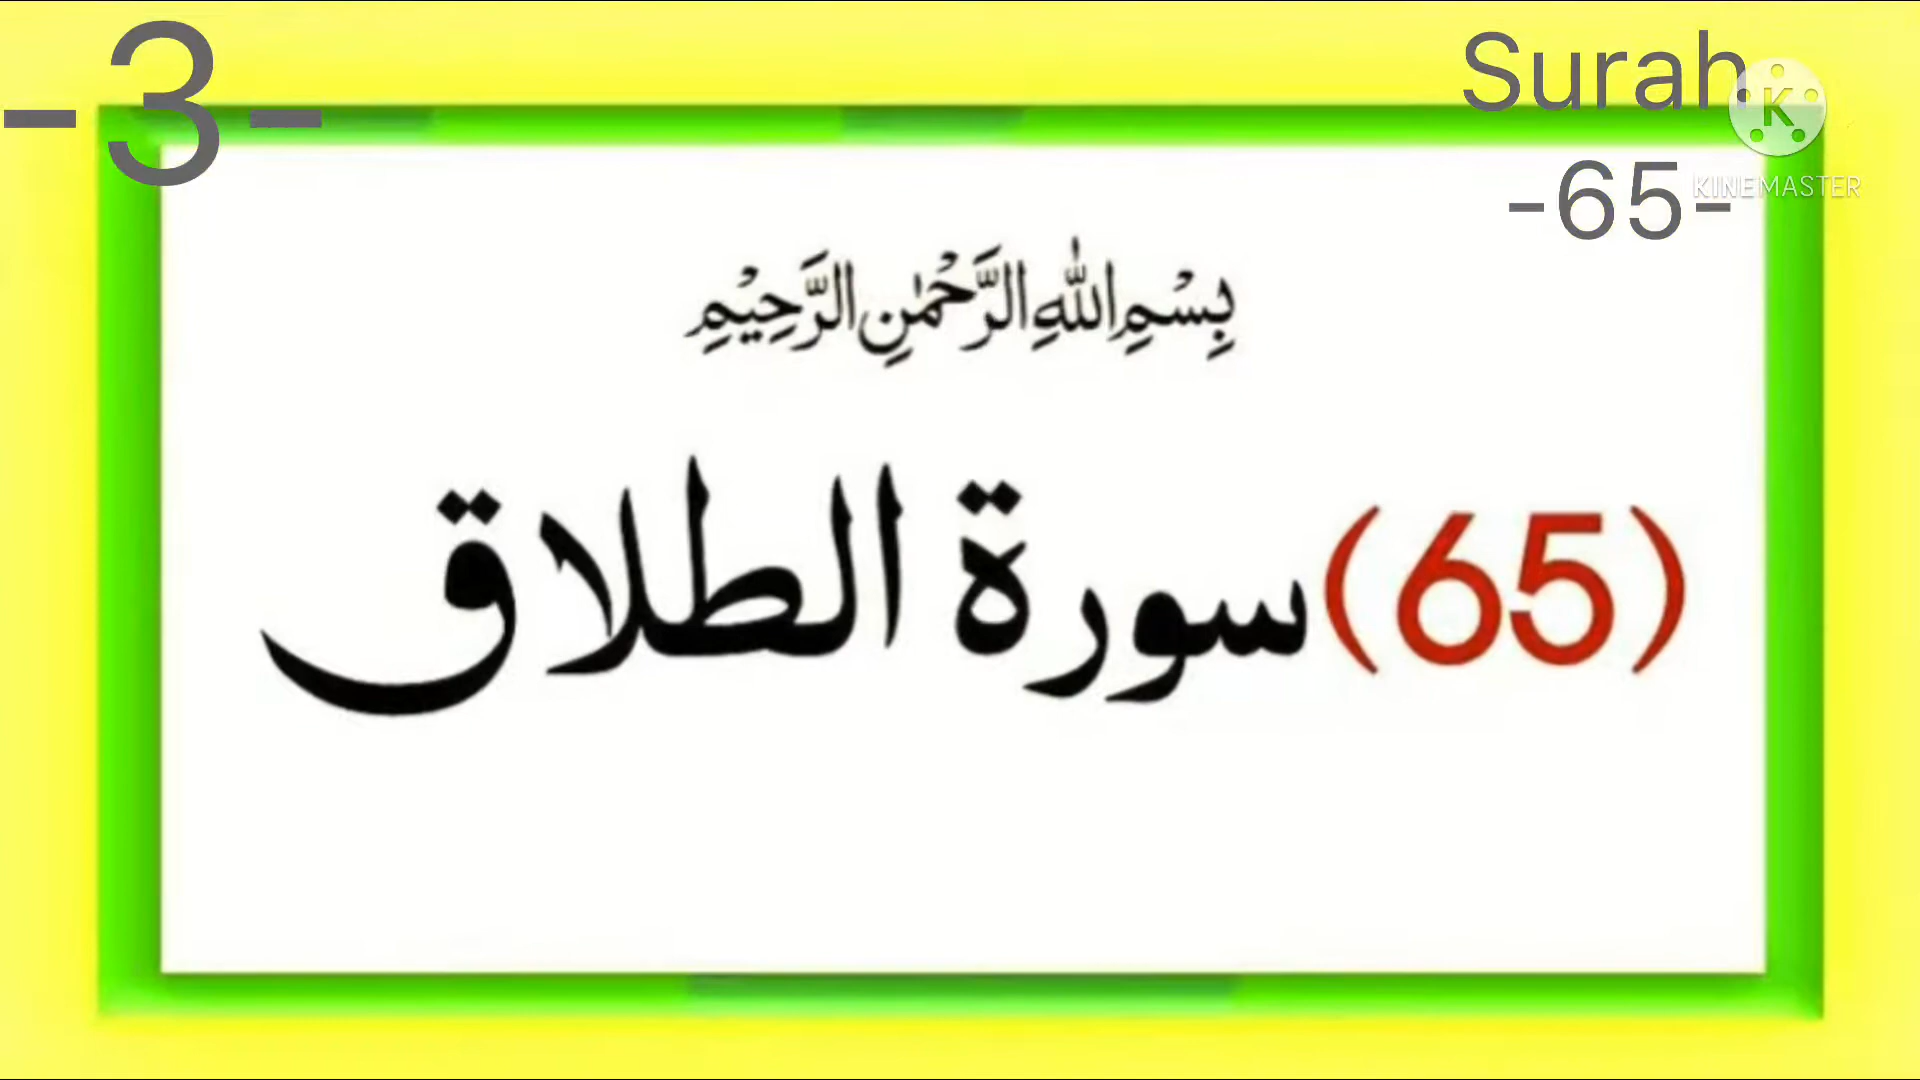 -3-
Surah
-65-
K
KINEMASTER
بِسْمِ اللّٰهِ الرَّحْمٰنِ الرَّحِيْمِ
(65) سورة الطلاق